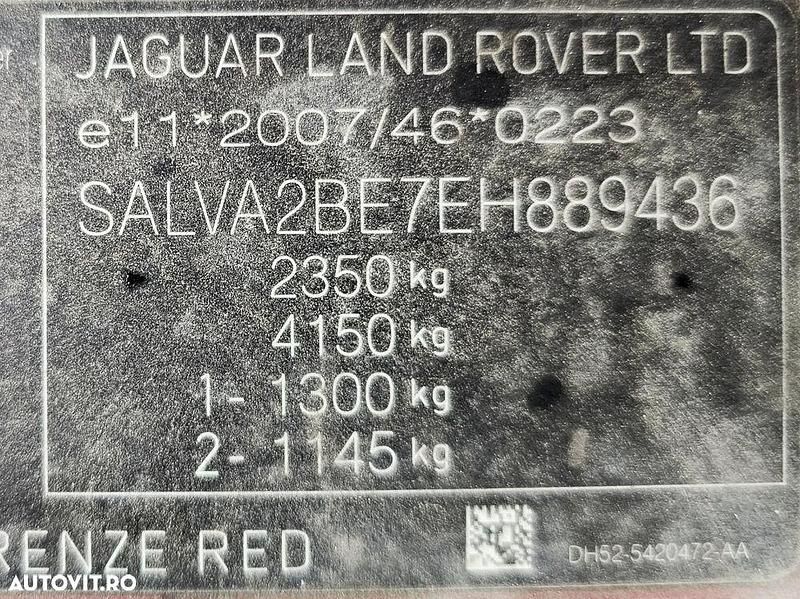 JAGUAR LAND ROVER LTD
e11*2007/46*0223
SALVA2BE7EH889436
2350 kg
4150 kg
1- 1300 kg
2- 1145 kg
RENZE RED
DH52-5420472-AA
AUTOVIT.RO